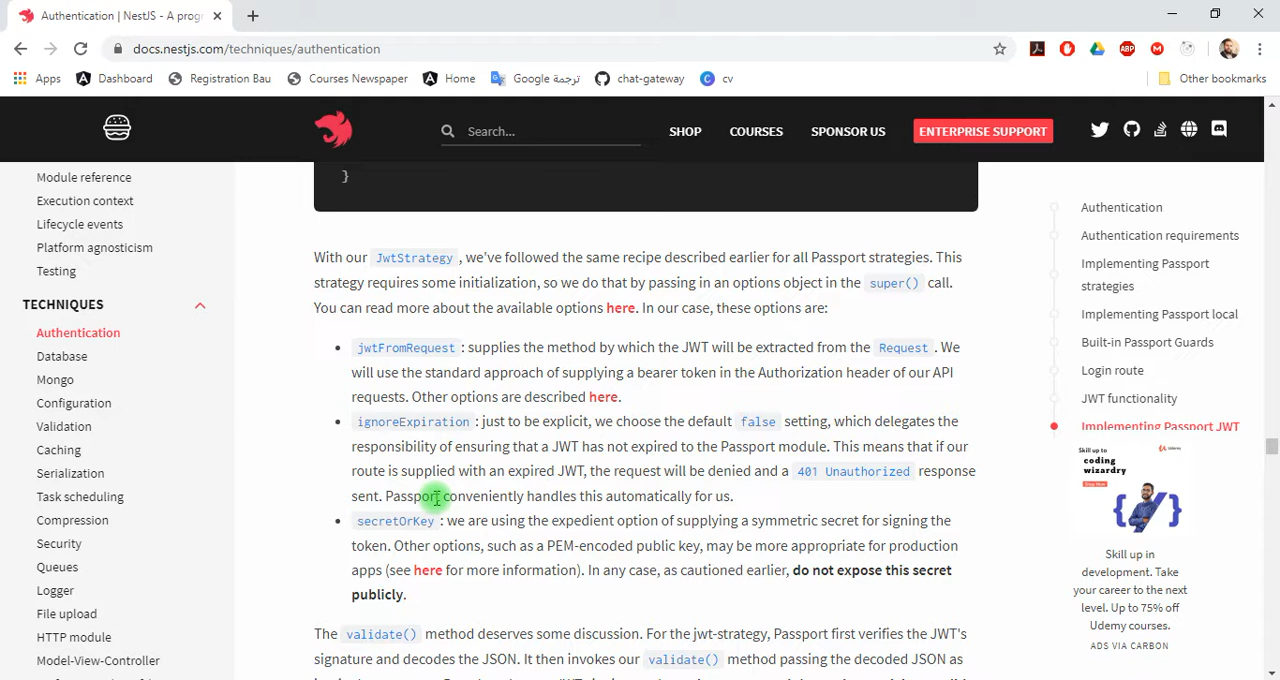 Authentication | NestJS - A prog
docs.nestjs.com/techniques/authentication
Apps
Dashboard
Registration Bau
Courses Newspaper
Home
Google ترجمة
chat-gateway
cv
Other bookmarks
Search...
SHOP
COURSES
SPONSOR US
ENTERPRISE SUPPORT
Module reference
Execution context
Lifecycle events
Platform agnosticism
Testing
TECHNIQUES
Authentication
Database
Mongo
Configuration
Validation
Caching
Serialization
Task scheduling
Compression
Security
Queues
Logger
File upload
HTTP module
Model-View-Controller
}
With our JwtStrategy , we've followed the same recipe described earlier for all Passport strategies. This
strategy requires some initialization, so we do that by passing in an options object in the super() call.
You can read more about the available options here. In our case, these options are:
• jwtFromRequest : supplies the method by which the JWT will be extracted from the Request . We
will use the standard approach of supplying a bearer token in the Authorization header of our API
requests. Other options are described here.
• ignoreExpiration : just to be explicit, we choose the default false setting, which delegates the
responsibility of ensuring that a JWT has not expired to the Passport module. This means that if our
route is supplied with an expired JWT, the request will be denied and a 401 Unauthorized response
sent. Passport conveniently handles this automatically for us.
• secretOrKey : we are using the expedient option of supplying a symmetric secret for signing the
token. Other options, such as a PEM-encoded public key, may be more appropriate for production
apps (see here for more information). In any case, as cautioned earlier, do not expose this secret
publicly.
The validate() method deserves some discussion. For the jwt-strategy, Passport first verifies the JWT's
signature and decodes the JSON. It then invokes our validate() method passing the decoded JSON as
Authentication
Authentication requirements
Implementing Passport
strategies
Implementing Passport local
Built-in Passport Guards
Login route
JWT functionality
Implementing Passport JWT
Skill up to
coding
wizardry
Udemy
Skill up in
development. Take
your career to the next
level. Up to 75% off
Udemy courses.
ADS VIA CARBON